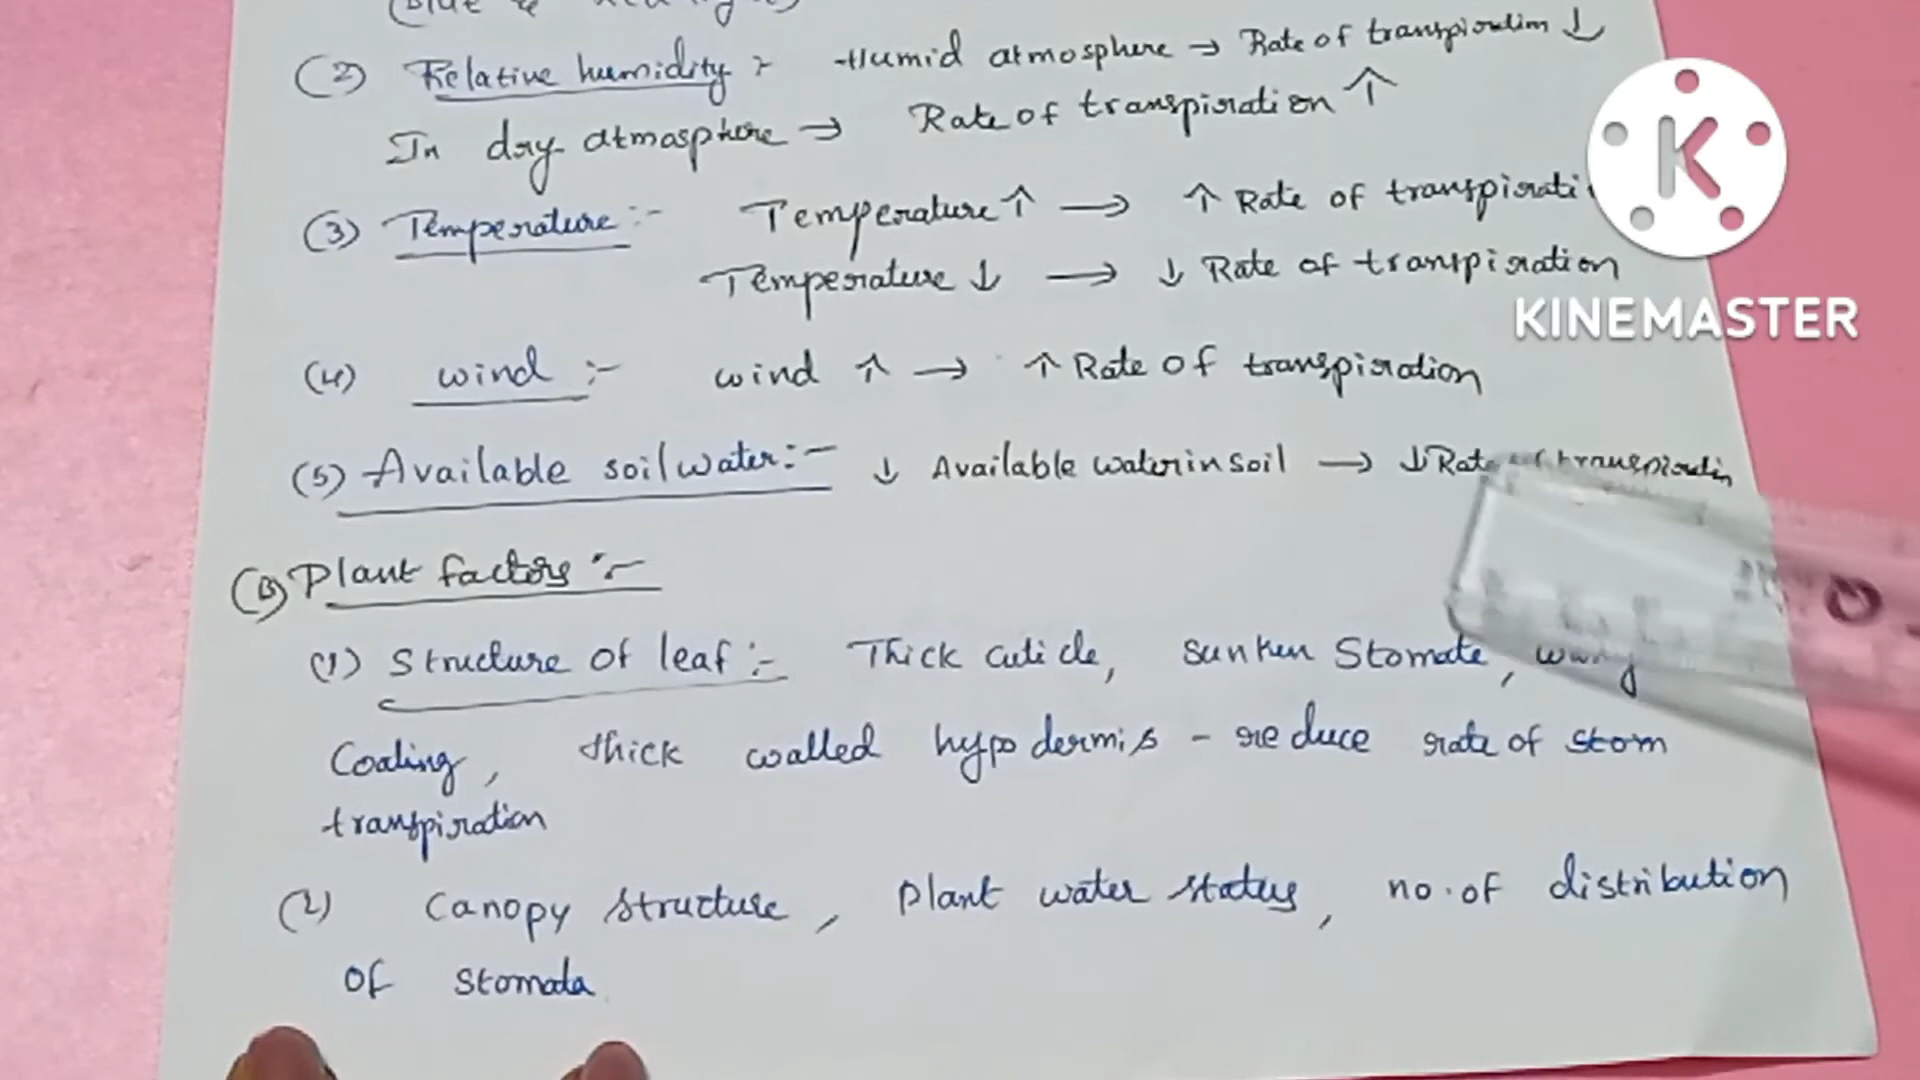 (2) Relative humidity :- Humid atmosphere → Rate of transpiration ↓
In dry atmosphere → Rate of transpiration ↑
(3) Temperature :- Temperature ↑ → ↑ Rate of transpirati
Temperature ↓ → ↓ Rate of transpiration
(4) wind :- wind ↑ → ↑ Rate of transpiration
(5) Available soil water :- ↓ Available water in soil → ↓ Rate of transpiration
(B) Plant factors :-
(1) Structure of leaf :- Thick cuticle, Sunken Stomate,
Coating, thick walled hypodermis - reduce rate of stom
transpiration
(2) Canopy structure, plant water status, no. of distribution
of stomata
K
KINEMASTER